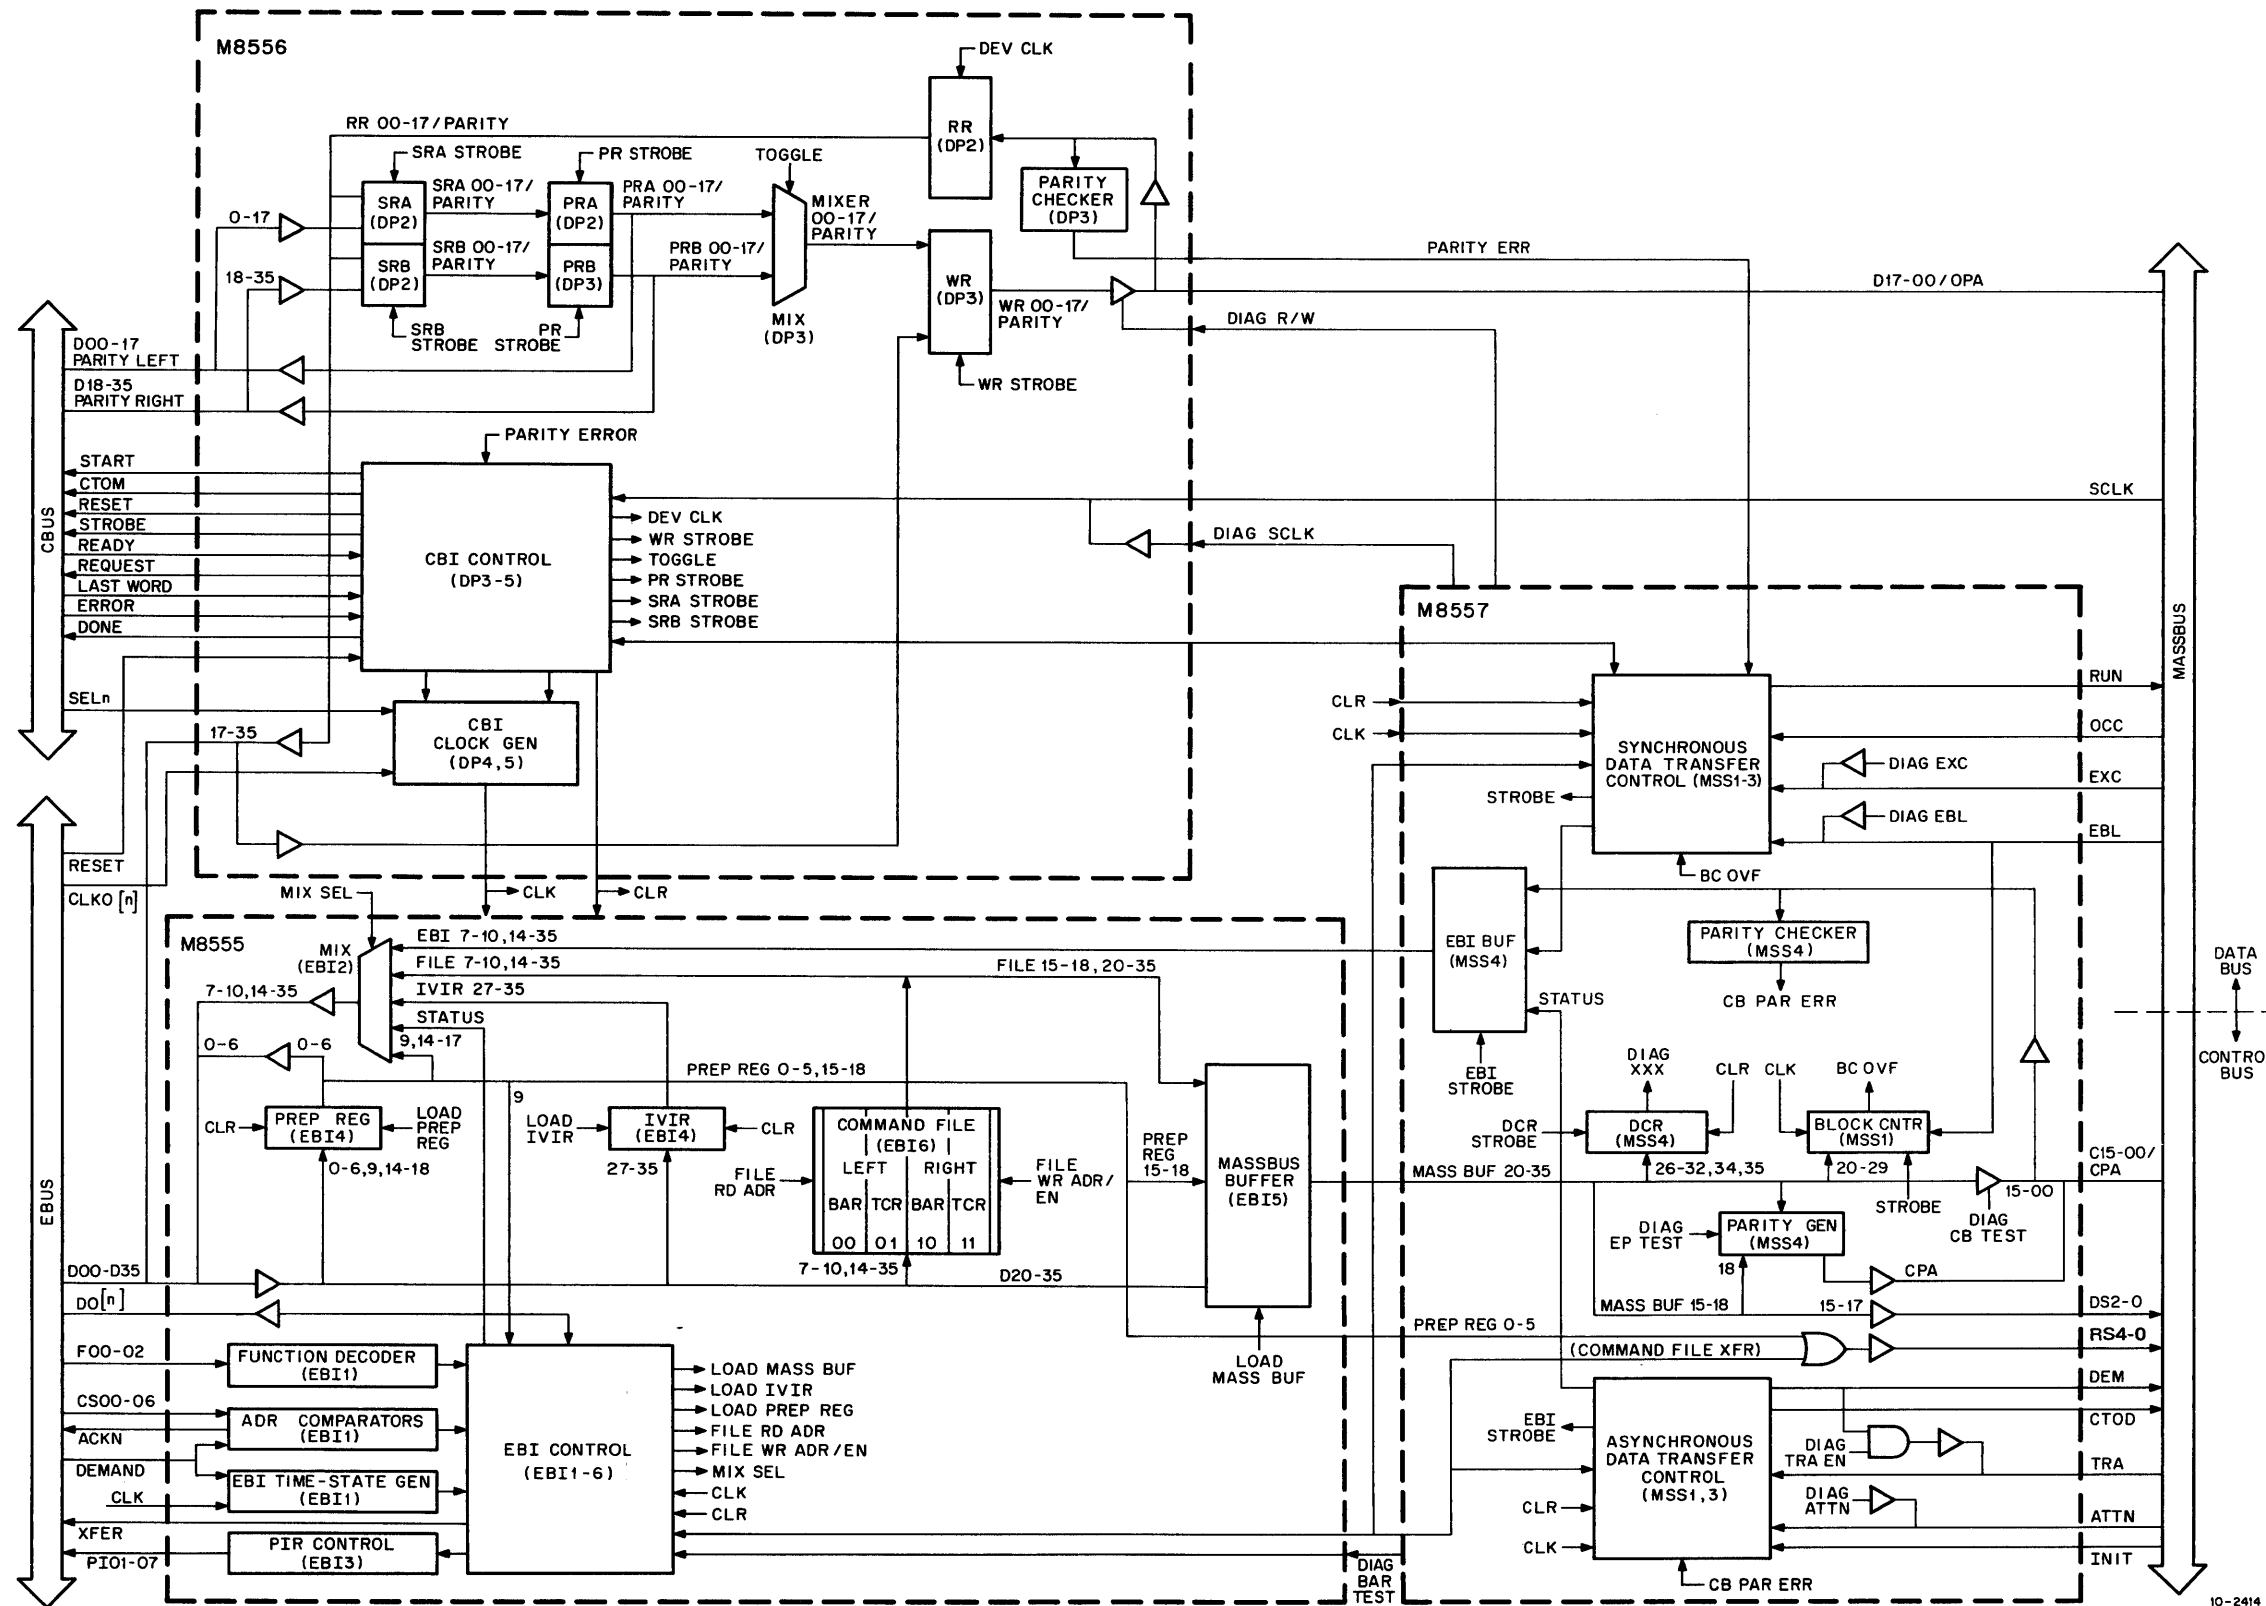 M8556
DEV CLK
RR 00-17/PARITY
RR
(DP2)
SRA STROBE
PR STROBE
TOGGLE
PARITY
CHECKER
(DP3)
SRA 00-17/
PARITY
PRA 00-17/
PARITY
MIXER
00-17/
PARITY
SRA
(DP2)
PRA
(DP2)
0-17
SRB 00-17/
PARITY
PRB 00-17/
PARITY
PARITY ERR
SRB
(DP2)
PRB
(DP3)
18-35
WR
(DP3)
D17-00/OPA
WR 00-17/
PARITY
MIX
(DP3)
SRB
STROBE
PR
STROBE
DIAG R/W
D00-17
PARITY LEFT
D18-35
PARITY RIGHT
WR STROBE
PARITY ERROR
CBUS
START
CTOM
RESET
STROBE
READY
REQUEST
LAST WORD
ERROR
DONE
CBI CONTROL
(DP3-5)
DEV CLK
WR STROBE
TOGGLE
PR STROBE
SRA STROBE
SRB STROBE
SCLK
DIAG SCLK
M8557
MASSBUS
SELn
CBI
CLOCK GEN
(DP4,5)
17-35
RESET
CLKO [n]
CLK
CLR
MIX SEL
CLR
CLK
SYNCHRONOUS
DATA TRANSFER
CONTROL (MSS1-3)
RUN
OCC
DIAG EXC
EXC
STROBE
DIAG EBL
EBL
BC OVF
M8555
MIX
(EBI2)
EBI 7-10,14-35
FILE 7-10,14-35
FILE 15-18,20-35
IVIR 27-35
STATUS
9,14-17
7-10,14-35
0-6
0-6
EBI BUF
(MSS4)
PARITY CHECKER
(MSS4)
CB PAR ERR
STATUS
DATA
BUS
CONTRO
BUS
EBI
STROBE
PREP REG 0-5,15-18
9
PREP REG
(EBI4)
CLR
LOAD
PREP
REG
0-6,9,14-18
LOAD
IVIR
IVIR
(EBI4)
CLR
27-35
COMMAND FILE
(EBI6)
LEFT
RIGHT
BAR
TCR
BAR
TCR
00
01
10
11
FILE
RD ADR
FILE
WR ADR/
EN
7-10,14-35
PREP
REG
15-18
MASSBUS
BUFFER
(EBI5)
D20-35
LOAD
MASS BUF
DIAG
XXX
CLR
CLK
BC OVF
DCR
STROBE
DCR
(MSS4)
BLOCK CNTR
(MSS1)
MASS BUF 20-35
26-32,34,35
20-29
STROBE
15-00
DIAG
CB TEST
C15-00/
CPA
DIAG
EP TEST
PARITY GEN
(MSS4)
18
CPA
MASS BUF 15-18
15-17
DS2-0
PREP REG 0-5
RS4-0
(COMMAND FILE XFR)
EBUS
D00-D35
DO[n]
F00-02
CS00-06
ACKN
DEMAND
CLK
XFER
PI01-07
FUNCTION DECODER
(EBI1)
ADR COMPARATORS
(EBI1)
EBI TIME-STATE GEN
(EBI1)
PIR CONTROL
(EBI3)
EBI CONTROL
(EBI1-6)
LOAD MASS BUF
LOAD IVIR
LOAD PREP REG
FILE RD ADR
FILE WR ADR/EN
MIX SEL
CLK
CLR
DIAG
BAR
TEST
EBI
STROBE
ASYNCHRONOUS
DATA TRANSFER
CONTROL
(MSS1,3)
CLR
CLK
CB PAR ERR
DEM
CTOD
DIAG
TRA EN
TRA
DIAG
ATTN
ATTN
INIT
10-2414